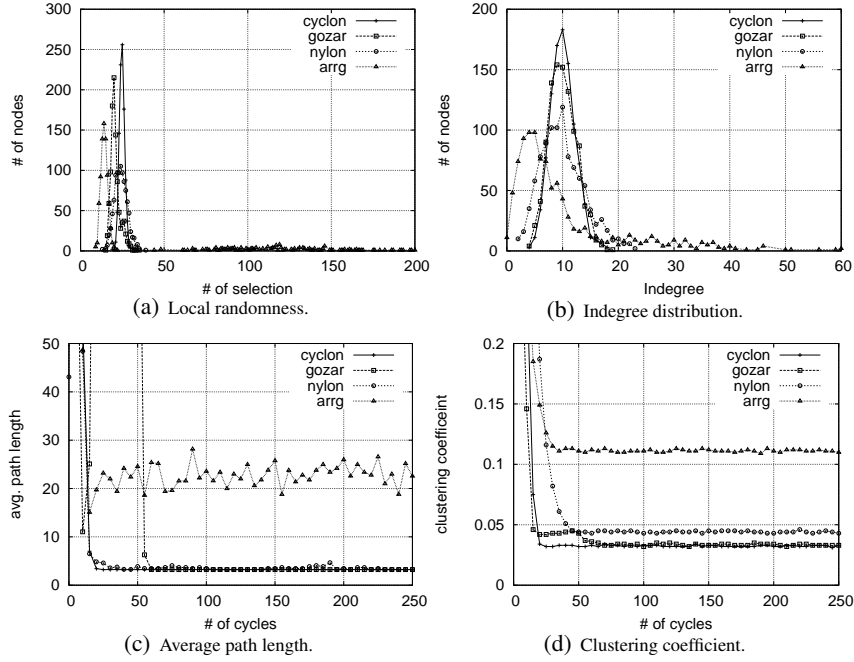 300
250
200
150
100
50
0
# of nodes
0
50
100
150
200
# of selection
cyclon
gozar
nylon
arrg
(a) Local randomness.
200
150
100
50
0
# of nodes
0
10
20
30
40
50
60
Indegree
cyclon
gozar
nylon
arrg
(b) Indegree distribution.
50
40
30
20
10
0
avg. path length
0
50
100
150
200
250
# of cycles
cyclon
gozar
nylon
arrg
(c) Average path length.
0.2
0.15
0.1
0.05
0
clustering coefficeint
0
50
100
150
200
250
# of cycles
cyclon
gozar
nylon
arrg
(d) Clustering coefficient.